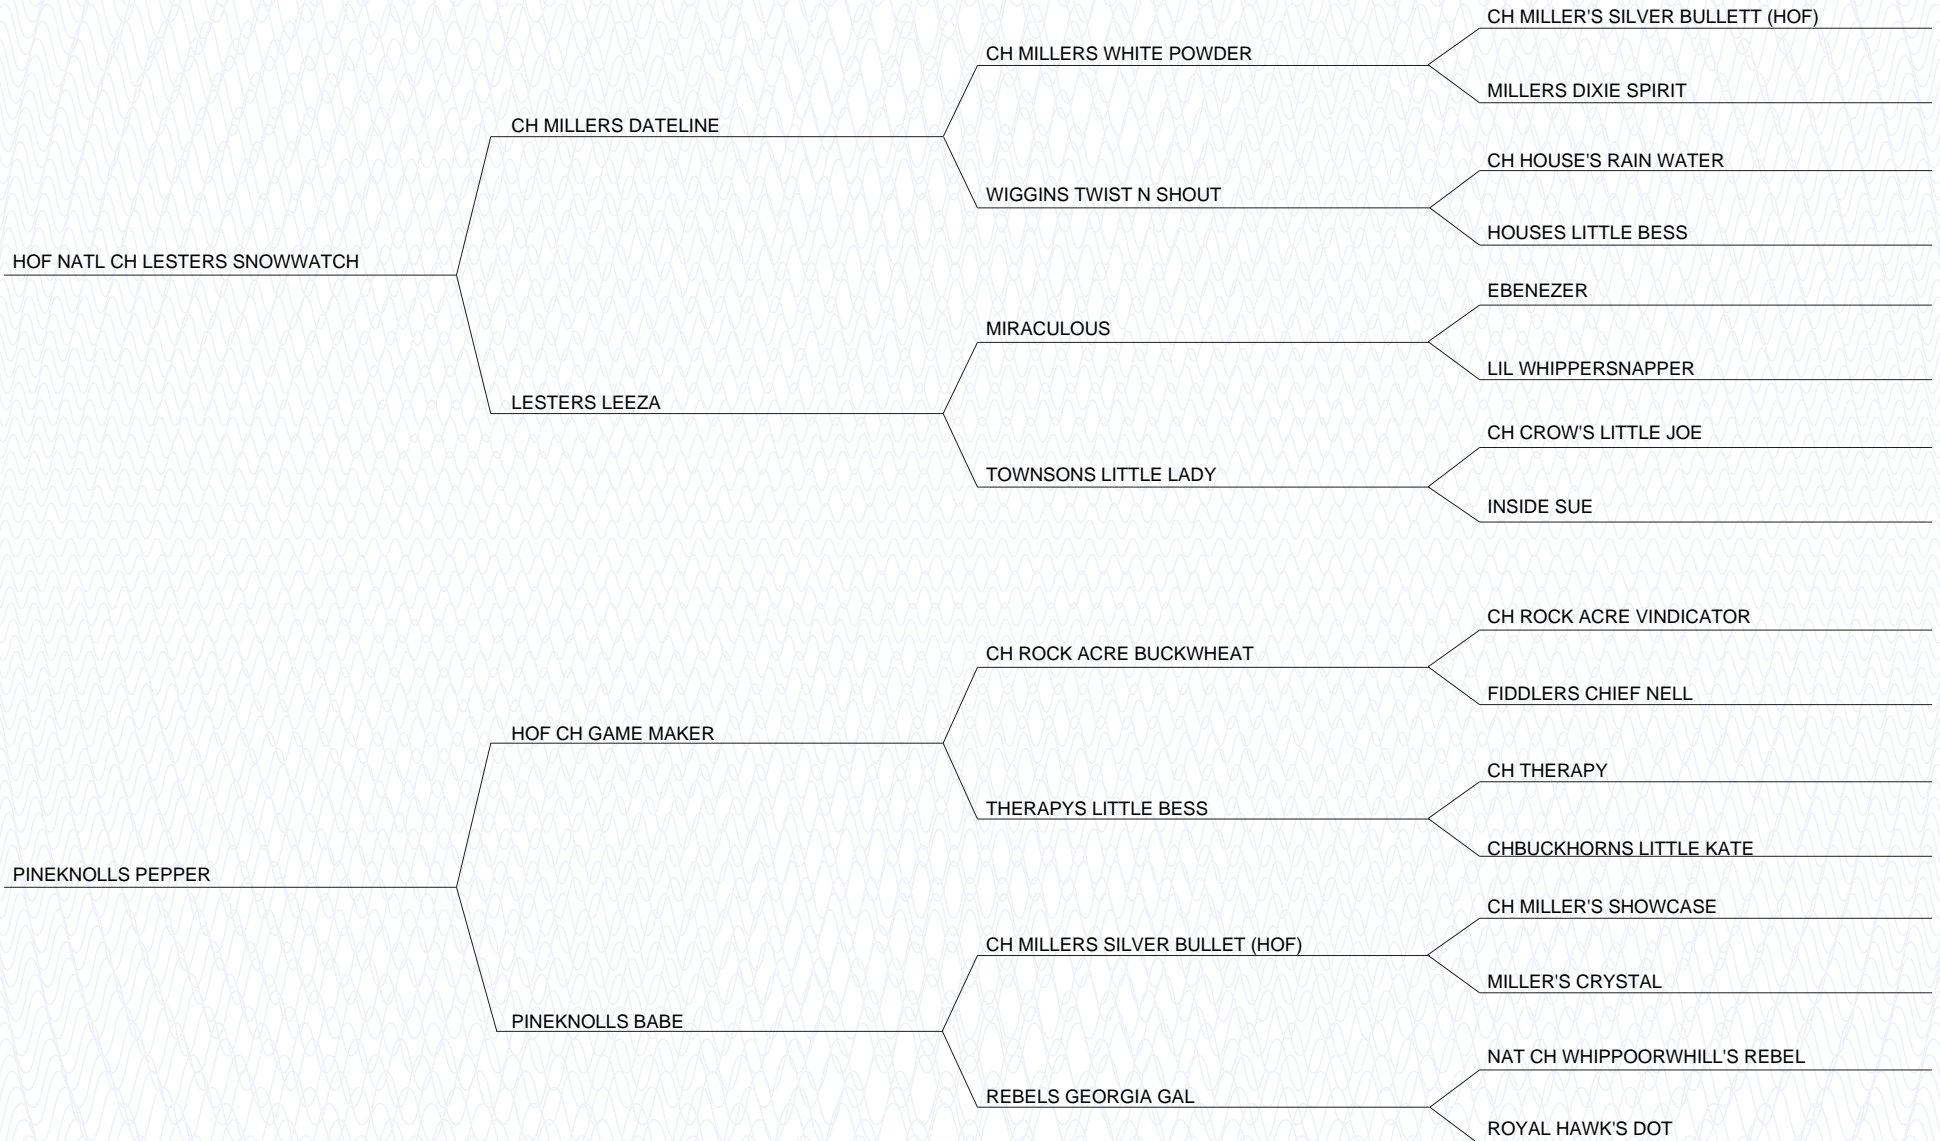 CH MILLER'S SILVER BULLETT (HOF)
CH MILLERS WHITE POWDER
MILLERS DIXIE SPIRIT
CH MILLERS DATELINE
CH HOUSE'S RAIN WATER
WIGGINS TWIST N SHOUT
HOUSES LITTLE BESS
HOF NATL CH LESTERS SNOWWATCH
EBENEZER
MIRACULOUS
LIL WHIPPERSNAPPER
LESTERS LEEZA
CH CROW'S LITTLE JOE
TOWNSONS LITTLE LADY
INSIDE SUE
CH ROCK ACRE VINDICATOR
CH ROCK ACRE BUCKWHEAT
FIDDLERS CHIEF NELL
HOF CH GAME MAKER
CH THERAPY
THERAPYS LITTLE BESS
CHBUCKHORNS LITTLE KATE
PINEKNOLLS PEPPER
CH MILLER'S SHOWCASE
CH MILLERS SILVER BULLET (HOF)
MILLER'S CRYSTAL
PINEKNOLLS BABE
NAT CH WHIPPOORWHILL'S REBEL
REBELS GEORGIA GAL
ROYAL HAWK'S DOT